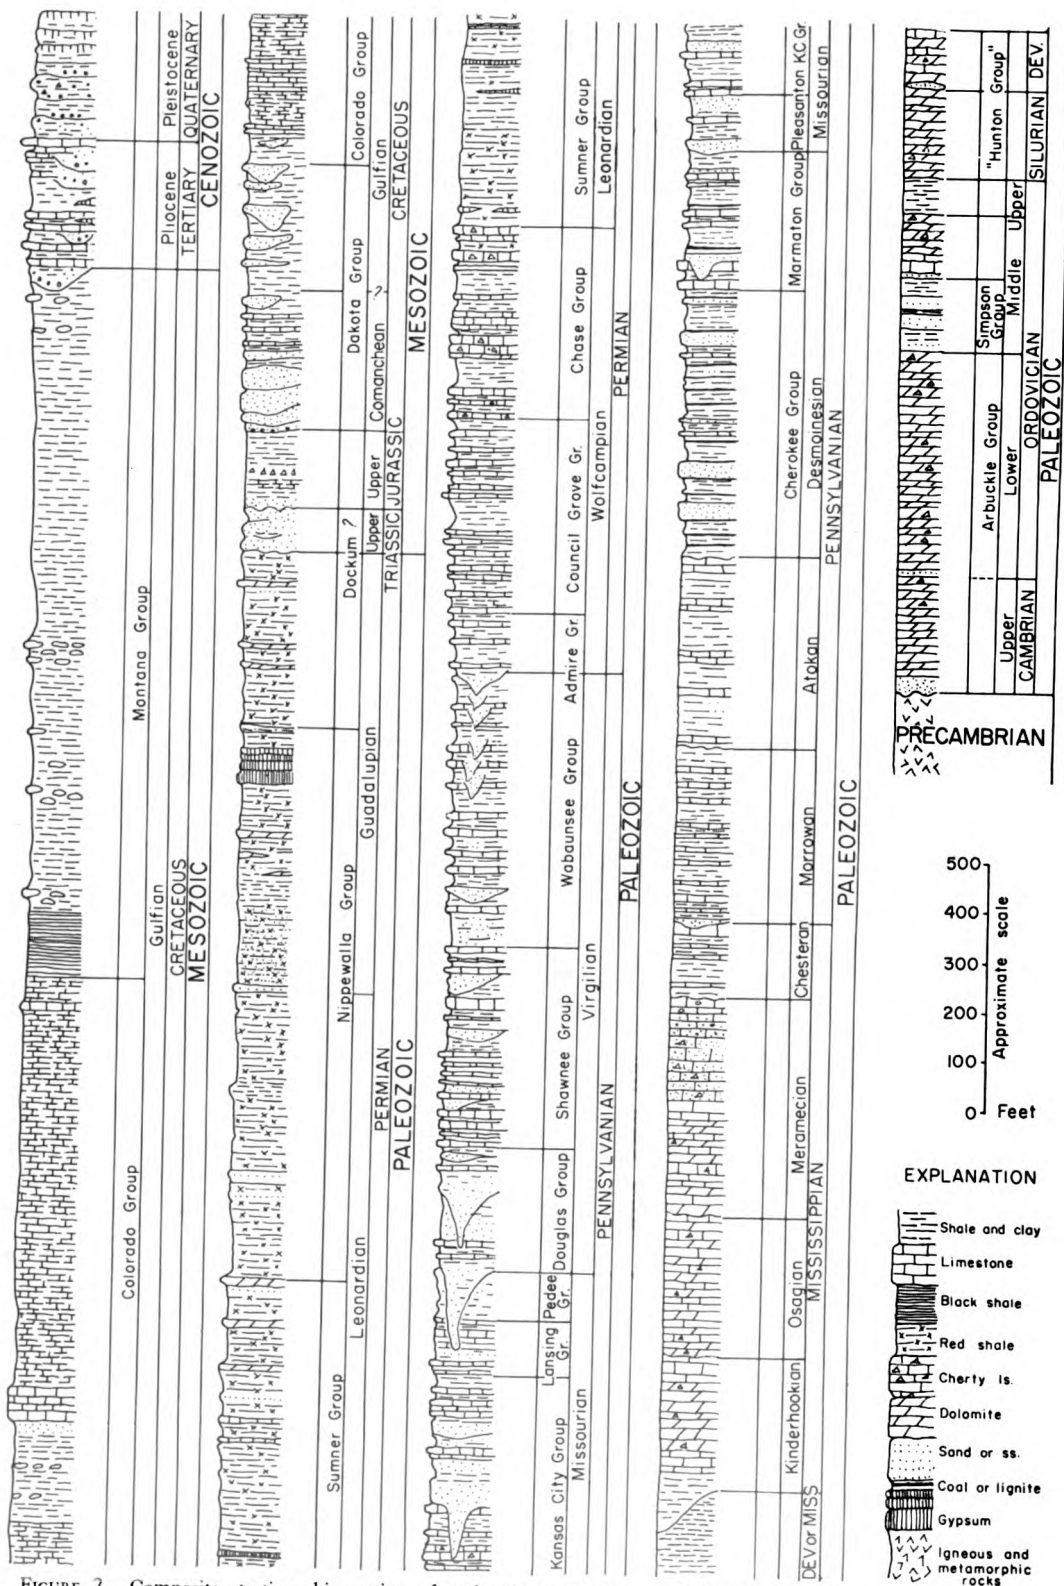 Pleistocene
QUATERNARY
Pliocene
TERTIARY
CENOZOIC
Montana Group
Gulfian
CRETACEOUS
MESOZOIC
Colorado Group
Colorado Group
Gulfian
CRETACEOUS
Dakota Group
?
Comanchean
MESOZOIC
Upper
JURASSIC
Dockum ?
Upper
TRIASSIC
Guadalupian
Nippewalla Group
PERMIAN
PALEOZOIC
Leonardian
Sumner Group
Sumner Group
Leonardian
Chase Group
PERMIAN
Council Grove Gr.
Wolfcampian
Admire Gr.
Wabaunsee Group
PALEOZOIC
Virgilian
Shawnee Group
PENNSYLVANIAN
Douglas Group
Pedee
Gr.
Lansing
Gr.
Kansas City Group
Missourian
KC Gr.
Pleasanton
Missourian
Marmaton Group
Cherokee Group
Desmoinesian
PENNSYLVANIAN
Atokan
Morrowan
PALEOZOIC
Chesteran
Meramecian
MISSISSIPPIAN
Osagian
Kinderhookian
DEV or MISS
DEV.
"Hunton Group"
SILURIAN
Upper
Middle
Simpson
Group
ORDOVICIAN
PALEOZOIC
Arbuckle Group
Lower
Upper
CAMBRIAN
PRECAMBRIAN
500
400
300
200
100
0 Feet
Approximate scale
EXPLANATION
Shale and clay
Limestone
Black shale
Red shale
Cherty ls.
Dolomite
Sand or ss.
Coal or lignite
Gypsum
Igneous and
metamorphic
rocks